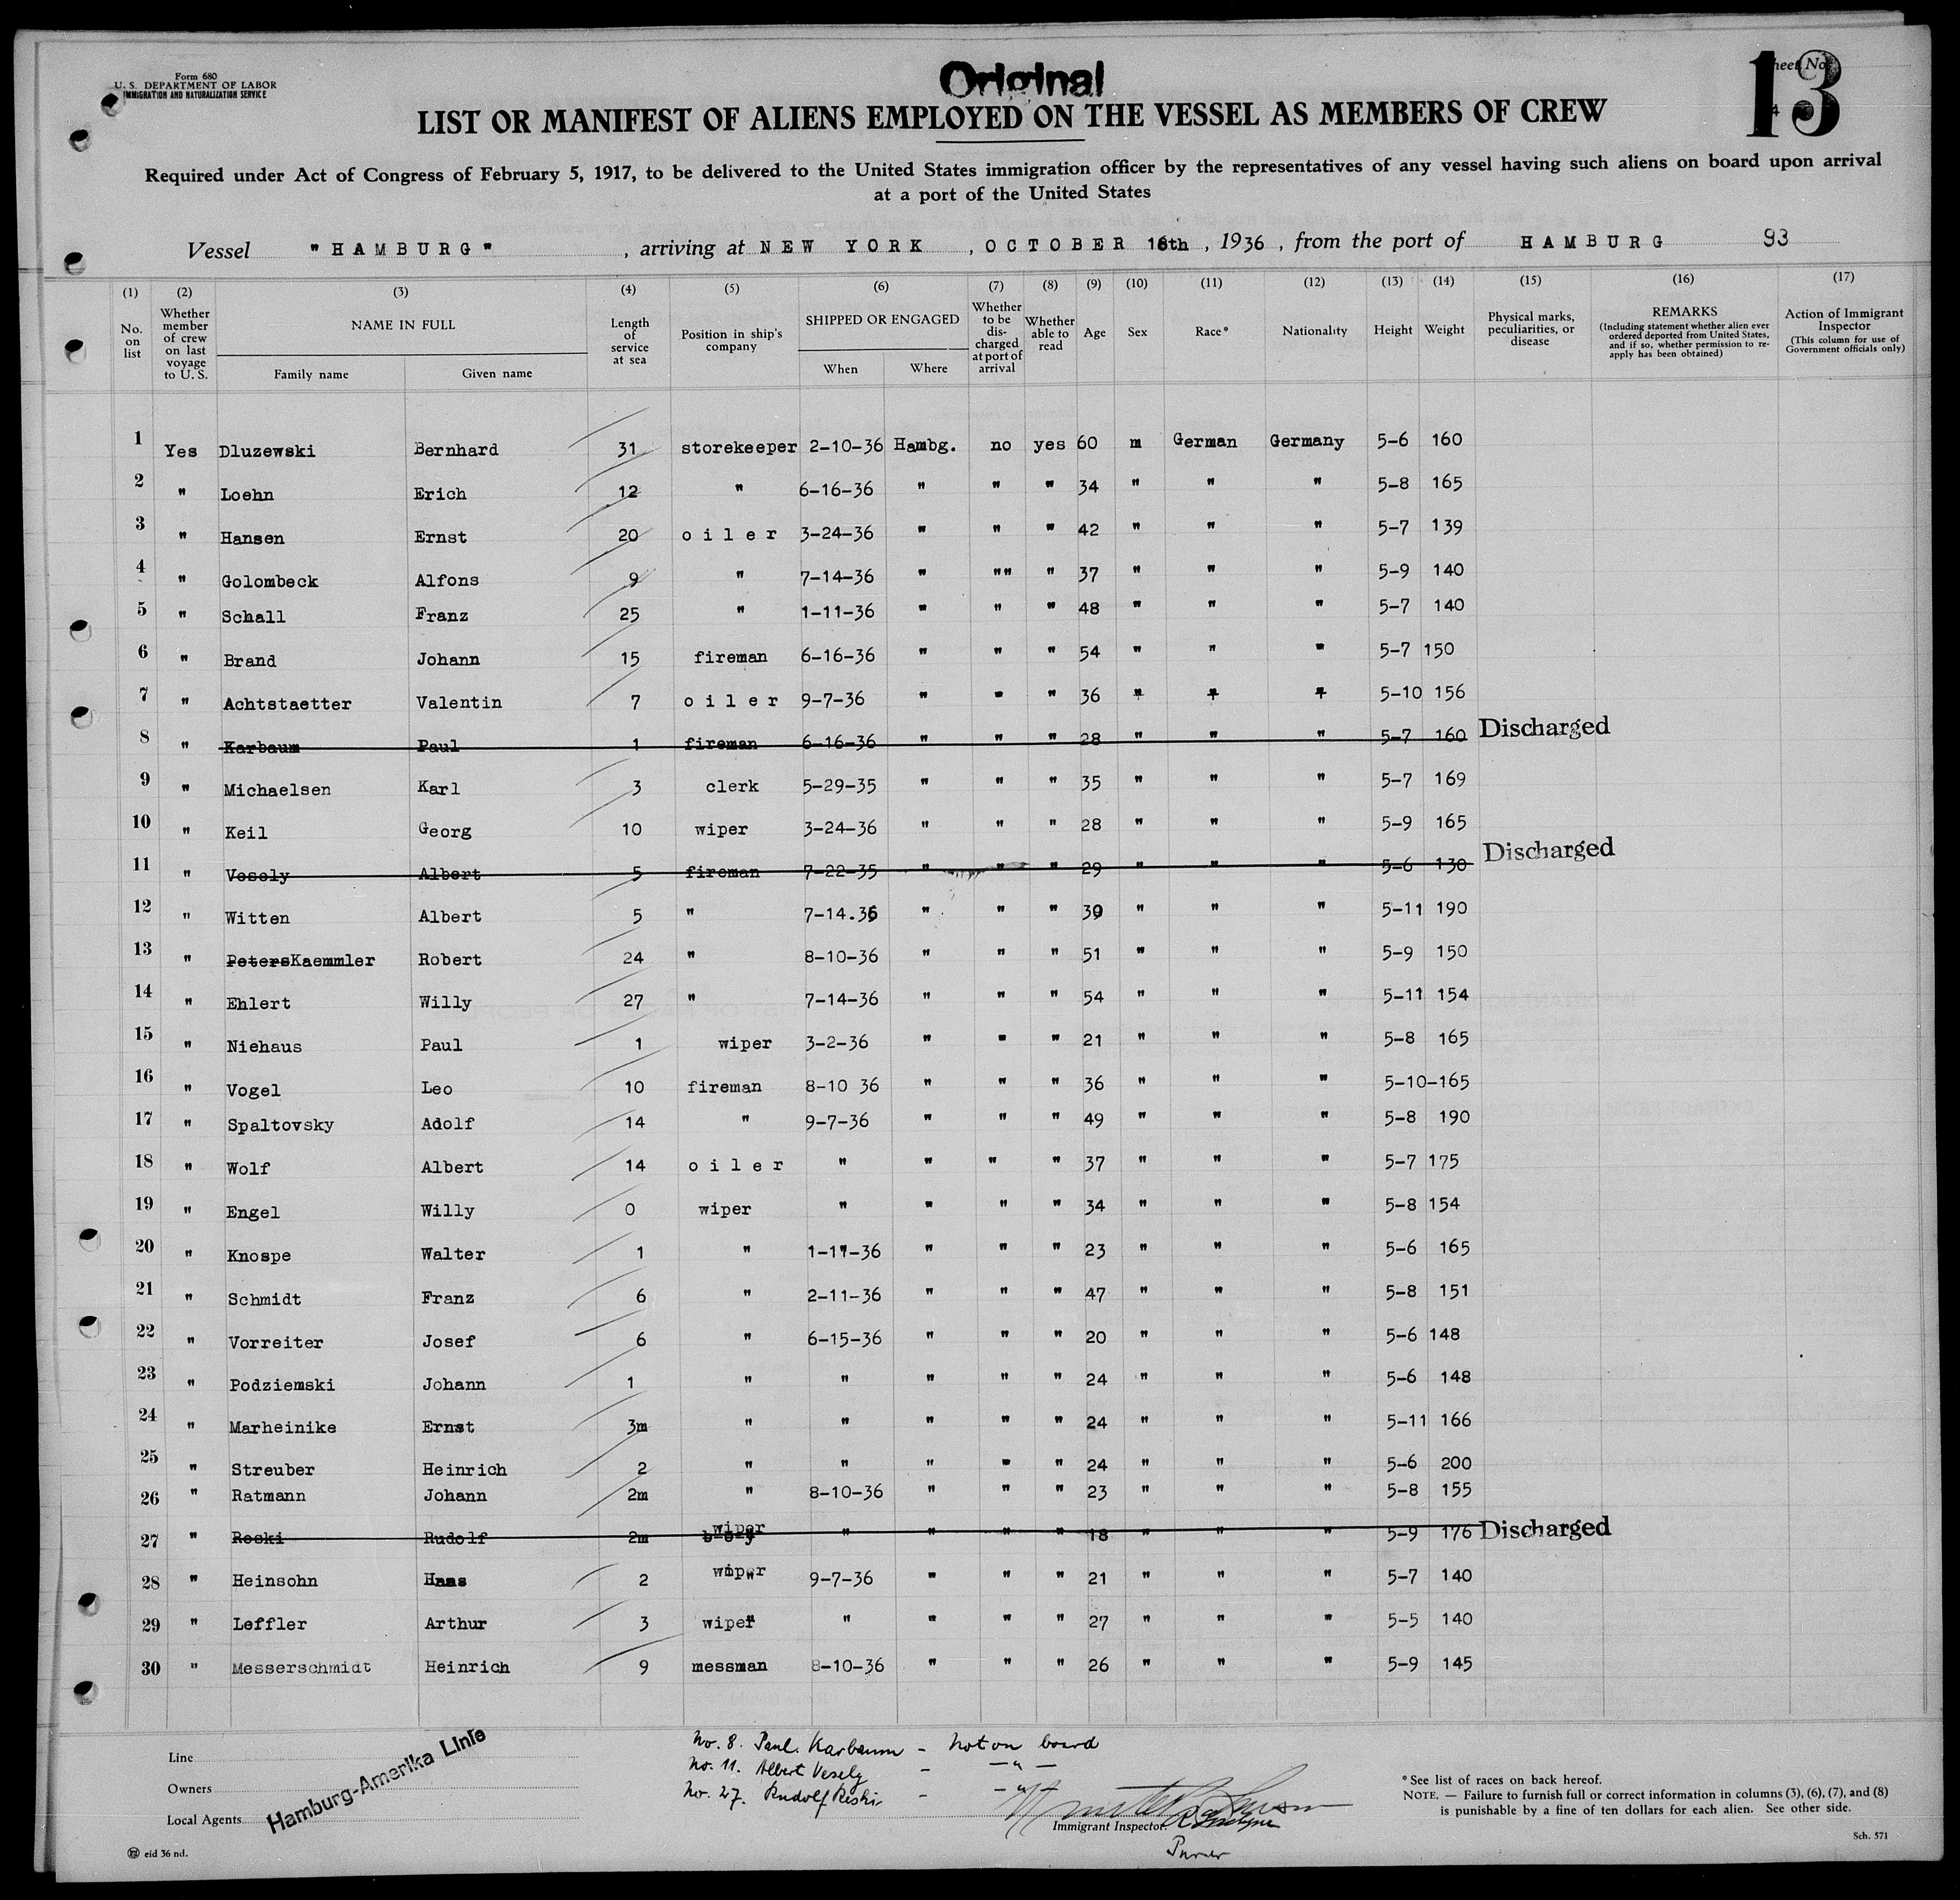 Form 680
U. S. DEPARTMENT OF LABOR
IMMIGRATION AND NATURALIZATION SERVICE
Original
Sheet No.
13
LIST OR MANIFEST OF ALIENS EMPLOYED ON THE VESSEL AS MEMBERS OF CREW
Required under Act of Congress of February 5, 1917, to be delivered to the United States immigration officer by the representatives of any vessel having such aliens on board upon arrival
at a port of the United States
Vessel "HAMBURG" , arriving at NEW YORK , OCTOBER 16th , 1936 , from the port of HAMBURG 93
(1) (2) (3) (4) (5) (6) (7) (8) (9) (10) (11) (12) (13) (14) (15) (16) (17)
No. on list
Whether member of crew on last voyage to U. S.
NAME IN FULL
Family name Given name
Length of service at sea
Position in ship's company
SHIPPED OR ENGAGED
When Where
Whether to be discharged at port of arrival
Whether able to read
Age
Sex
Race*
Nationality
Height
Weight
Physical marks, peculiarities, or disease
REMARKS
(Including statement whether alien ever ordered deported from United States, and if so, whether permission to re-apply has been obtained)
Action of Immigrant Inspector
(This column for use of Government officials only)
1 Yes Dluzewski Bernhard 31 storekeeper 2-10-36 Hambg. no yes 60 m German Germany 5-6 160
2 " Loehn Erich 12 " 6-16-36 " " " 34 " " " 5-8 165
3 " Hansen Ernst 20 oiler 3-24-36 " " " 42 " " " 5-7 139
4 " Golombeck Alfons 9 " 7-14-36 " "" " 37 " " " 5-9 140
5 " Schall Franz 25 " 1-11-36 " " " 48 " " " 5-7 140
6 " Brand Johann 15 fireman 6-16-36 " " " 54 " " " 5-7 150
7 " Achtstaetter Valentin 7 oiler 9-7-36 " " " 36 " " " 5-10 156
8 " Karbaum Paul 1 fireman 6-16-36 " " " 28 " " " 5-7 160 Discharged
9 " Michaelsen Karl 3 clerk 5-29-35 " " " 35 " " " 5-7 169
10 " Keil Georg 10 wiper 3-24-36 " " " 28 " " " 5-9 165
11 " Vesely Albert 5 fireman 7-22-35 " " " 29 " " " 5-6 130 Discharged
12 " Witten Albert 5 " 7-14.36 " " " 39 " " " 5-11 190
13 " Peters Kaemmler Robert 24 " 8-10-36 " " " 51 " " " 5-9 150
14 " Ehlert Willy 27 " 7-14-36 " " " 54 " " " 5-11 154
15 " Niehaus Paul 1 wiper 3-2-36 " " " 21 " " " 5-8 165
16 " Vogel Leo 10 fireman 8-10 36 " " " 36 " " " 5-10-165
17 " Spaltovsky Adolf 14 " 9-7-36 " " " 49 " " " 5-8 190
18 " Wolf Albert 14 oiler " " " " 37 " " " 5-7 175
19 " Engel Willy 0 wiper " " " " 34 " " " 5-8 154
20 " Knospe Walter 1 " 1-11-36 " " " 23 " " " 5-6 165
21 " Schmidt Franz 6 " 2-11-36 " " " 47 " " " 5-8 151
22 " Vorreiter Josef 6 " 6-15-36 " " " 20 " " " 5-6 148
23 " Podziemski Johann 1 " " " " " 24 " " " 5-6 148
24 " Marheinike Ernst 3m " " " " " 24 " " " 5-11 166
25 " Streuber Heinrich 2 " " " " " 24 " " " 5-6 200
26 " Ratmann Johann 2m " 8-10-36 " " " 23 " " " 5-8 155
27 " Reski Rudolf 2m wiper " " " " 18 " " " 5-9 176 Discharged
28 " Heinsohn Hans 2 wiper 9-7-36 " " " 21 " " " 5-7 140
29 " Leffler Arthur 3 wiper " " " " 27 " " " 5-5 140
30 " Messerschmidt Heinrich 9 messman 8-10-36 " " " 26 " " " 5-9 145
No. 8. Paul Karbaum - not on board
No. 11. Albert Vesely - — " —
No. 27. Rudolf Reski - — " —
Line
Owners
Local Agents
Hamburg-Amerika Linie
Immigrant Inspector.
Purser
*See list of races on back hereof.
NOTE. — Failure to furnish full or correct information in columns (3), (6), (7), and (8)
is punishable by a fine of ten dollars for each alien. See other side.
Sch. 571
eid 36 nd.